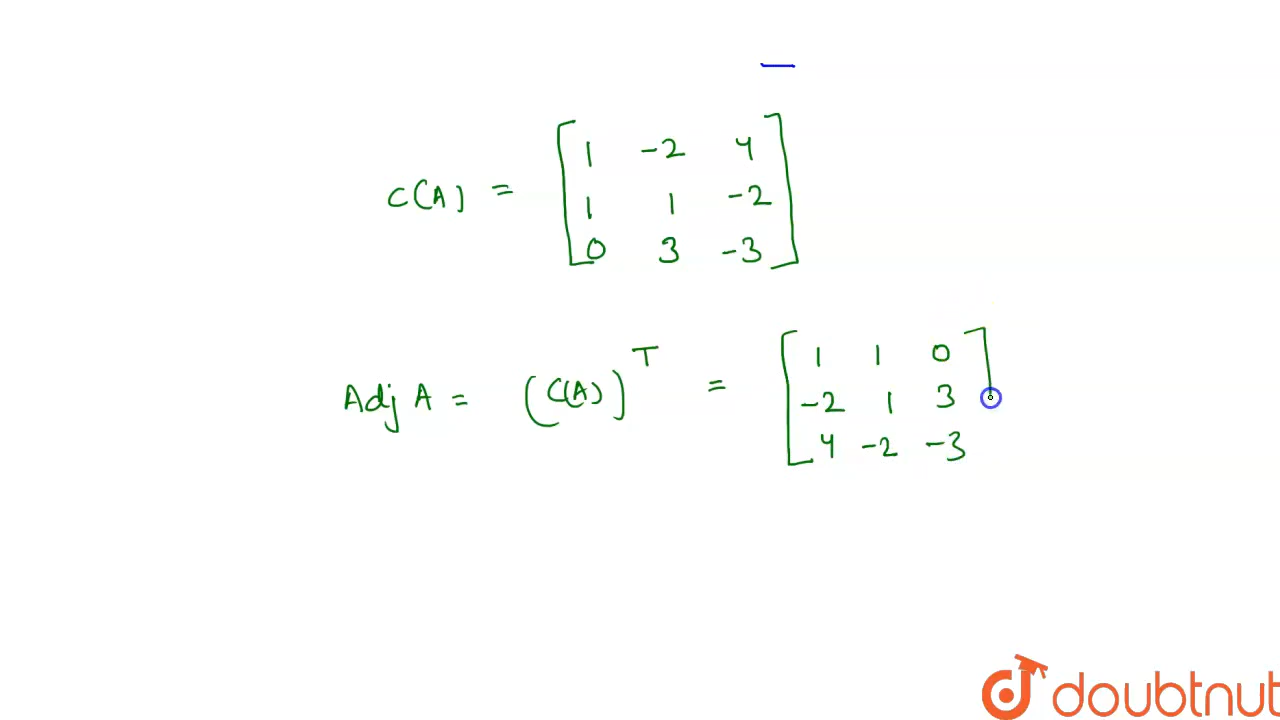 1 -2 4
C(A) = 1 1 -2
0 3 -3
1 1 0
Adj A = (C(A))^T = -2 1 3
4 -2 -3
doubtnut